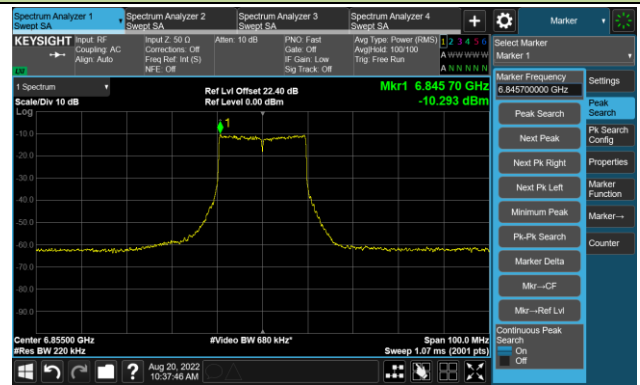 Spectrum Analyzer 1
Swept SA
Spectrum Analyzer 2
Swept SA
Spectrum Analyzer 3
Swept SA
Spectrum Analyzer 4
Swept SA
+
Marker
KEYSIGHT
Input: RF
Coupling: AC
Align: Auto
Input Z: 50 Ω
Corrections: Off
Freq Ref: Int (S)
NFE: Off
Atten: 10 dB
PNO: Fast
Gate: Off
IF Gain: Low
Sig Track: Off
Avg Type: Power (RMS)
Avg|Hold: 100/100
Trig: Free Run
1 2 3 4 5 6
A W W W W W
A N N N N N
LXI
Select Marker
Marker 1
1 Spectrum
Scale/Div 10 dB
Log
Ref Lvl Offset 22.40 dB
Ref Level 0.00 dBm
Mkr1 6.845 70 GHz
-10.293 dBm
1
-10.0
-20.0
-30.0
-40.0
-50.0
-60.0
-70.0
-80.0
-90.0
Center 6.85500 GHz
#Res BW 220 kHz
#Video BW 680 kHz*
Span 100.0 MHz
Sweep 1.07 ms (2001 pts)
Marker Frequency
6.845700000 GHz
Peak Search
Next Peak
Next Pk Right
Next Pk Left
Minimum Peak
Pk-Pk Search
Marker Delta
Mkr→CF
Mkr→Ref Lvl
Continuous Peak
Search
On
Off
Settings
Peak
Search
Pk Search
Config
Properties
Marker
Function
Marker→
Counter
?
Aug 20, 2022
10:37:46 AM